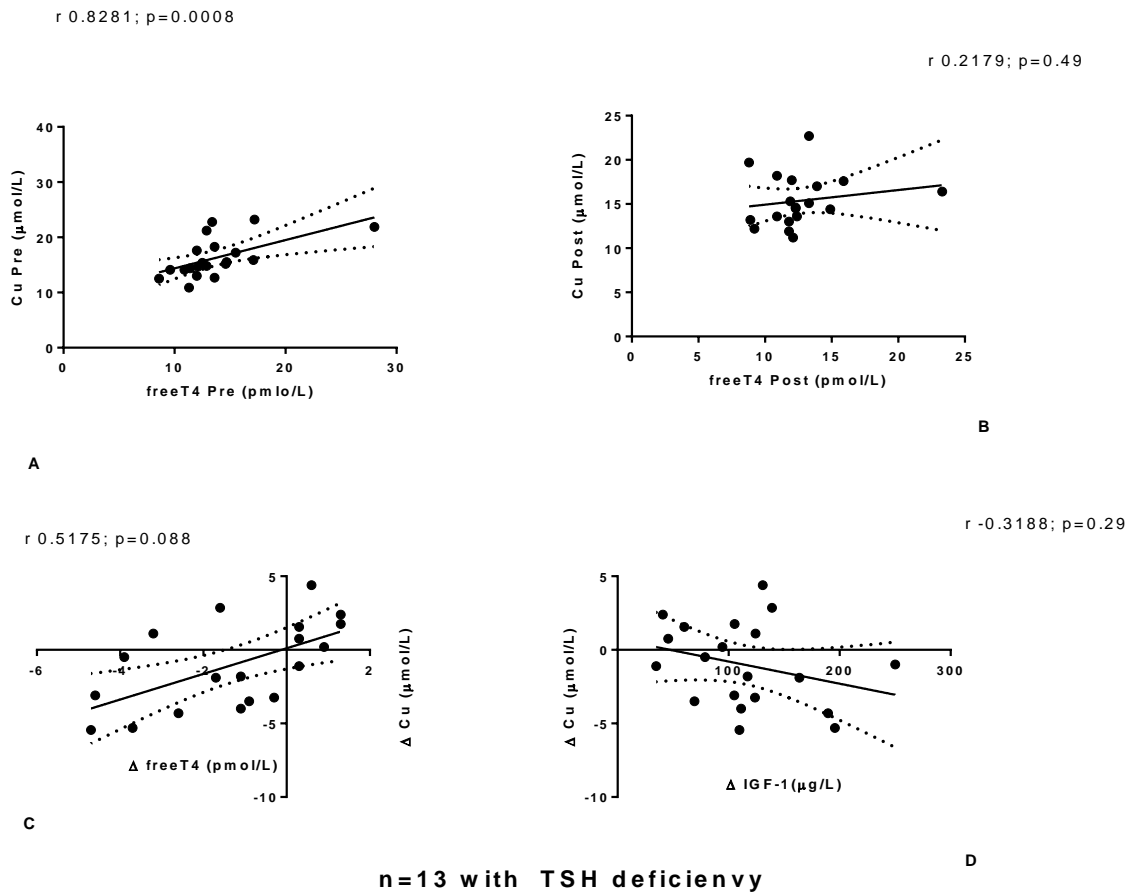 r 0.8281; p=0.0008
r 0.2179; p=0.49
40
30
20
10
0
Cu Pre (μmol/L)
0 10 20 30
freeT4 Pre (pmlo/L)
A
25
20
15
10
5
0
Cu Post (μmol/L)
0 5 10 15 20 25
freeT4 Post (pmol/L)
B
r 0.5175; p=0.088
r -0.3188; p=0.29
5
-5
-10
-6 -4 -2 2
Δ Cu (μmol/L)
Δ freeT4 (pmol/L)
C
5
0
-5
-10
100 200 300
Δ Cu (μmol/L)
Δ IGF-1(μg/L)
D
n=13 with TSH deficienvy